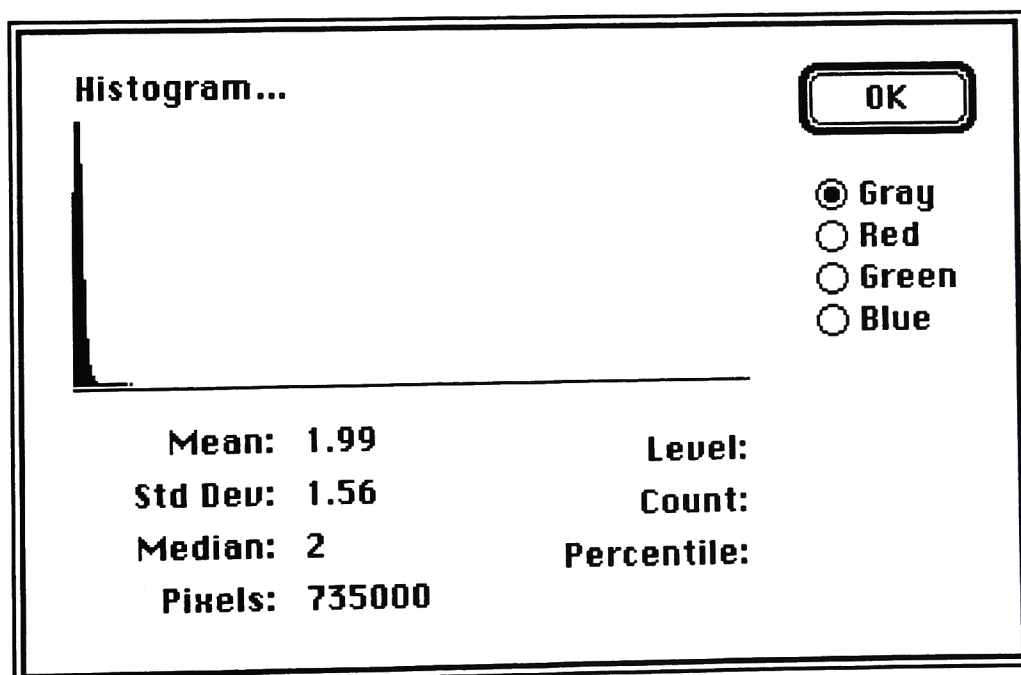 Histogram...
OK
Gray
Red
Green
Blue
Mean: 1.99
Std Dev: 1.56
Median: 2
Pixels: 735000
Level:
Count:
Percentile: